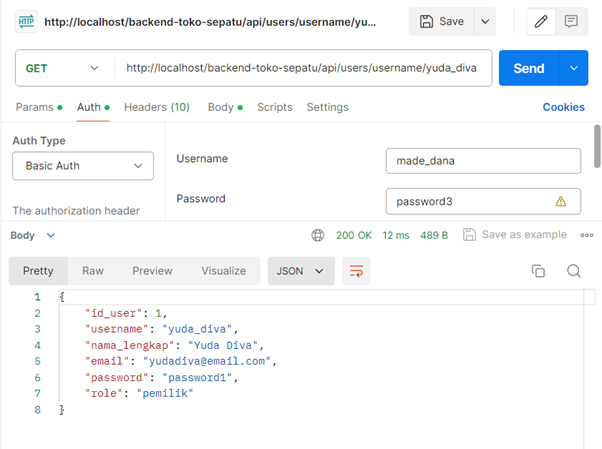 HTTP http://localhost/backend-toko-sepatu/api/users/username/yu... Save
GET http://localhost/backend-toko-sepatu/api/users/username/yuda_diva Send
Params Auth Headers (10) Body Scripts Settings Cookies
Auth Type
Basic Auth
The authorization header
Username made_dana
Password password3
Body 200 OK 12 ms 489 B Save as example
Pretty Raw Preview Visualize JSON
1 {
2 "id_user": 1,
3 "username": "yuda_diva",
4 "nama_lengkap": "Yuda Diva",
5 "email": "yudadiva@email.com",
6 "password": "password1",
7 "role": "pemilik"
8 }